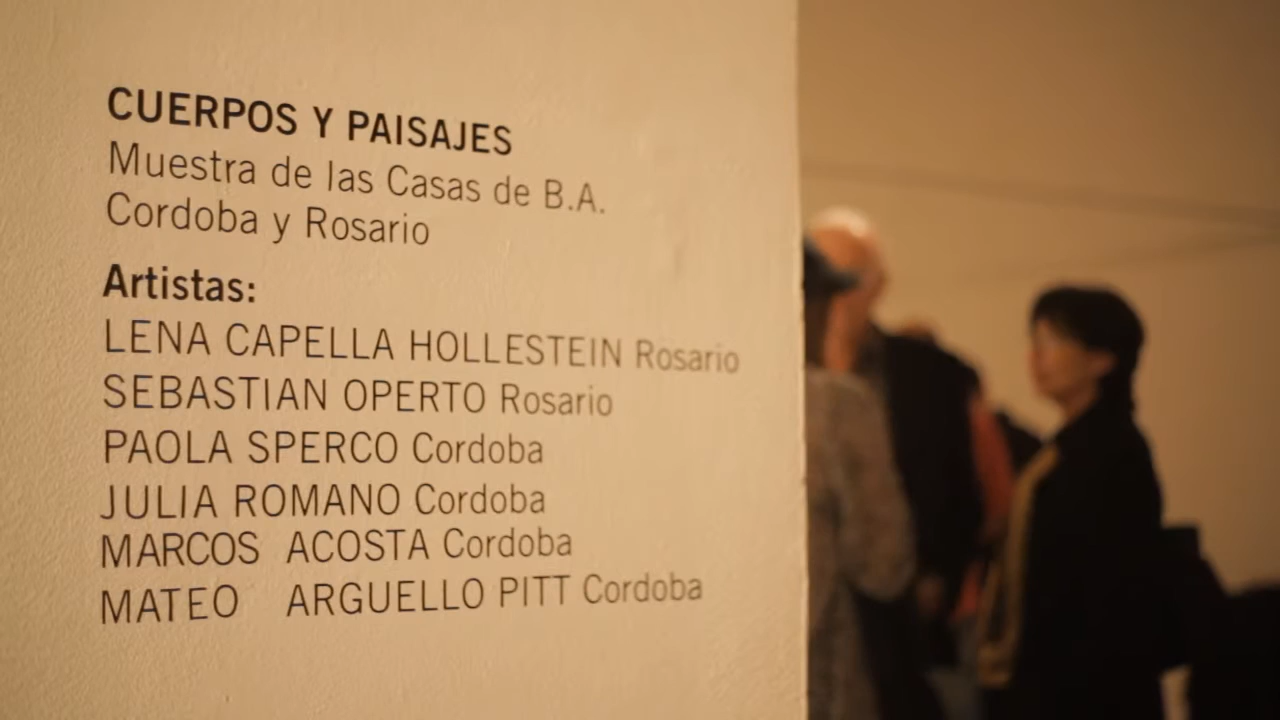 CUERPOS Y PAISAJES
Muestra de las Casas de B.A.
Cordoba y Rosario
Artistas:
LENA CAPELLA HOLLESTEIN Rosario
SEBASTIAN OPERTO Rosario
PAOLA SPERCO Cordoba
JULIA ROMANO Cordoba
MARCOS ACOSTA Cordoba
MATEO ARGUELLO PITT Cordoba